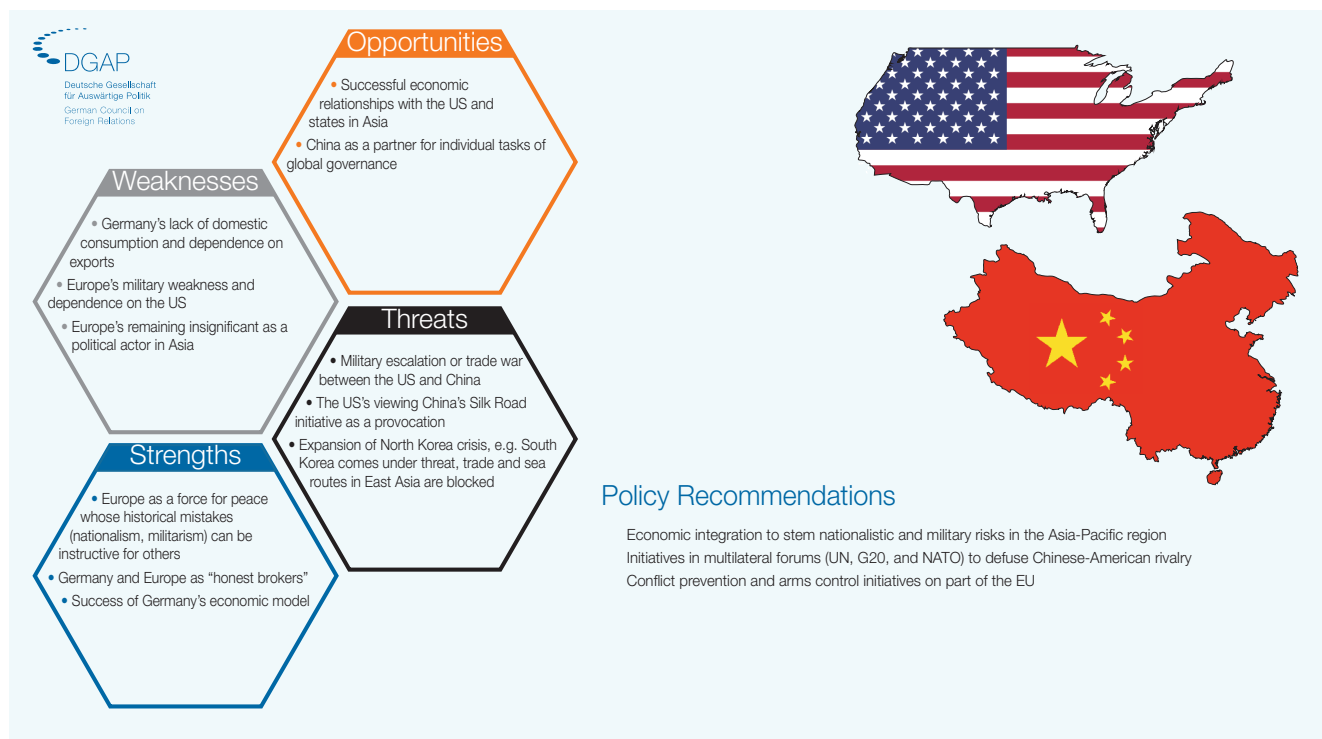 DGAP
Deutsche Gesellschaft
für Auswärtige Politik
German Council on
Foreign Relations
Opportunities
• Successful economic
relationships with the US and
states in Asia
• China as a partner for individual tasks of
global governance
Weaknesses
• Germany's lack of domestic
consumption and dependence on
exports
• Europe's military weakness and
dependence on the US
• Europe's remaining insignificant as a
political actor in Asia
Threats
• Military escalation or trade war
between the US and China
• The US's viewing China's Silk Road
initiative as a provocation
• Expansion of North Korea crisis, e.g. South
Korea comes under threat, trade and sea
routes in East Asia are blocked
Strengths
• Europe as a force for peace
whose historical mistakes
(nationalism, militarism) can be
instructive for others
• Germany and Europe as “honest brokers”
• Success of Germany's economic model
Policy Recommendations
Economic integration to stem nationalistic and military risks in the Asia-Pacific region
Initiatives in multilateral forums (UN, G20, and NATO) to defuse Chinese-American rivalry
Conflict prevention and arms control initiatives on part of the EU